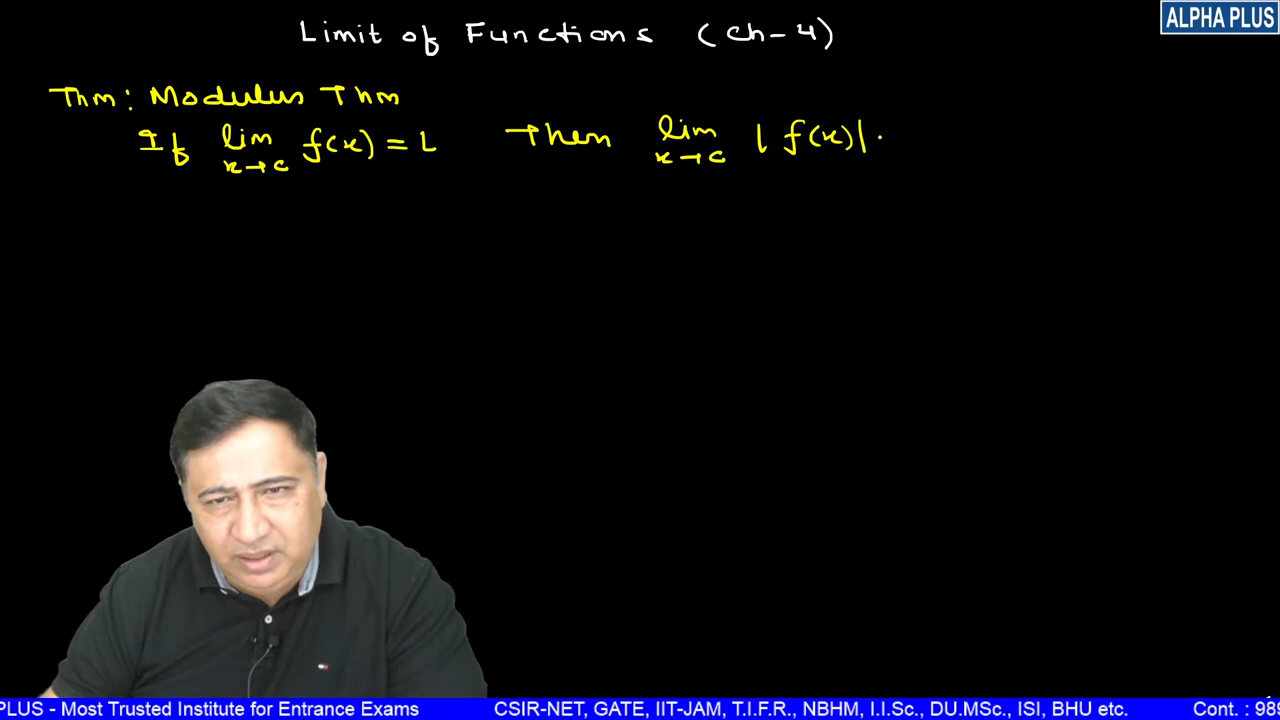 Limit of Functions (Ch-4)
ALPHA PLUS
Thm: Modulus Thm
If lim x→c f(x) = L Then lim x→c |f(x)|
PLUS - Most Trusted Institute for Entrance Exams CSIR-NET, GATE, IIT-JAM, T.I.F.R., NBHM, I.I.Sc., DU.MSc., ISI, BHU etc. Cont. : 989